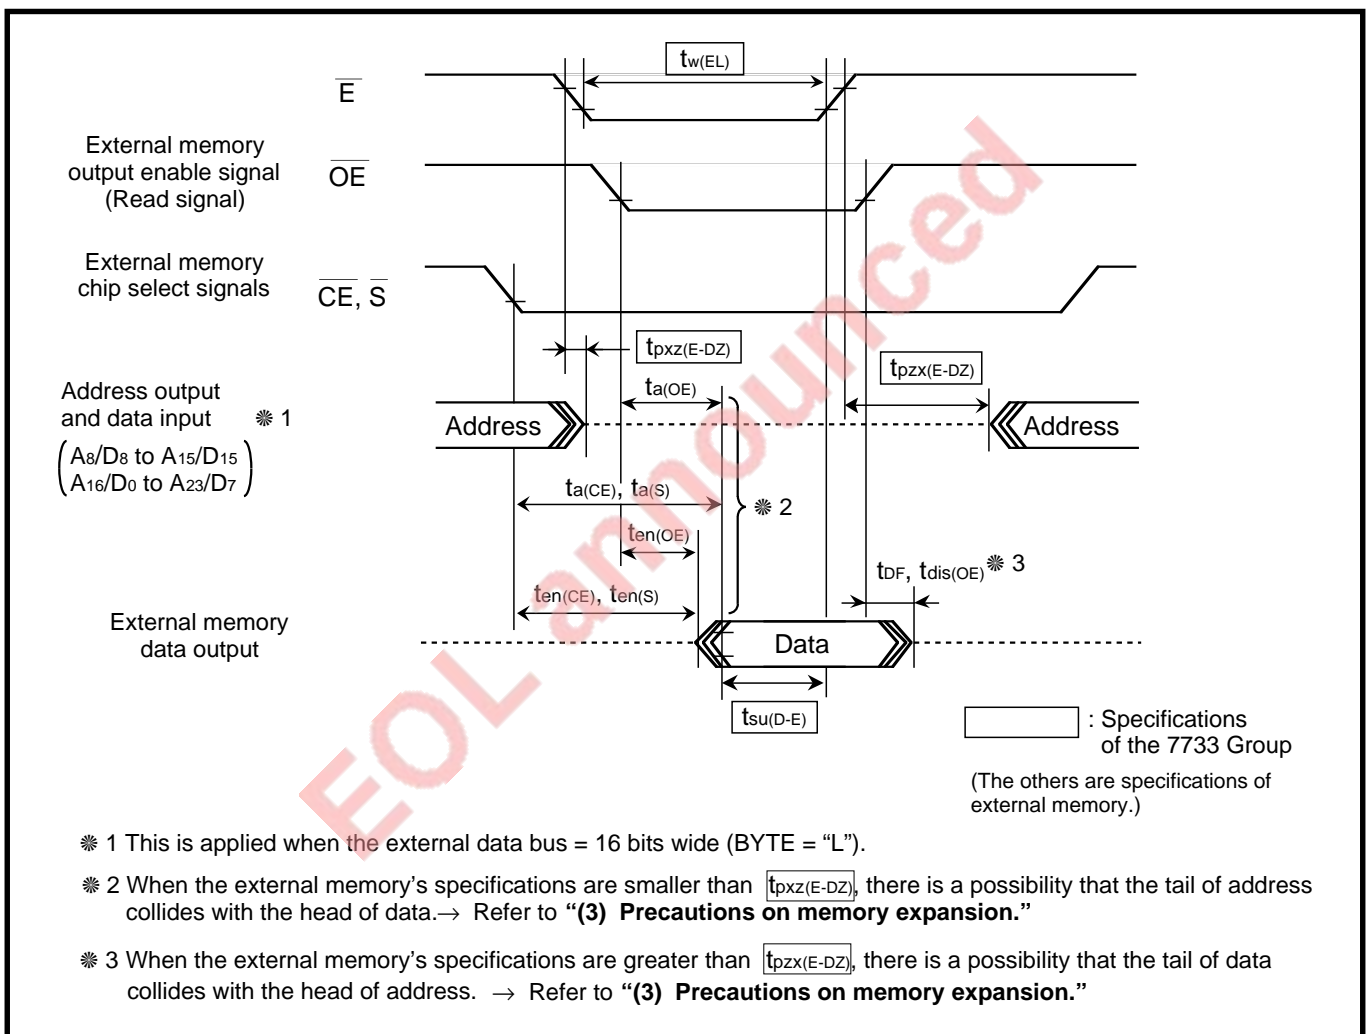 tw(EL)
E
External memory
output enable signal
(Read signal)
OE
External memory
chip select signals
CE, S
tpxz(E-DZ)
tpzx(E-DZ)
Address output
and data input ※ 1
(A8/D8 to A15/D15
A16/D0 to A23/D7)
ta(OE)
Address
Address
ta(CE), ta(S)
※ 2
ten(OE)
tDF, tdis(OE)※ 3
ten(CE), ten(S)
External memory
data output
Data
tsu(D-E)
: Specifications
of the 7733 Group
(The others are specifications of
external memory.)
EOL announced
※ 1 This is applied when the external data bus = 16 bits wide (BYTE = “L”).
※ 2 When the external memory’s specifications are smaller than tpxz(E-DZ), there is a possibility that the tail of address
collides with the head of data.→ Refer to “(3) Precautions on memory expansion.”
※ 3 When the external memory’s specifications are greater than tpzx(E-DZ), there is a possibility that the tail of data
collides with the head of address. → Refer to “(3) Precautions on memory expansion.”